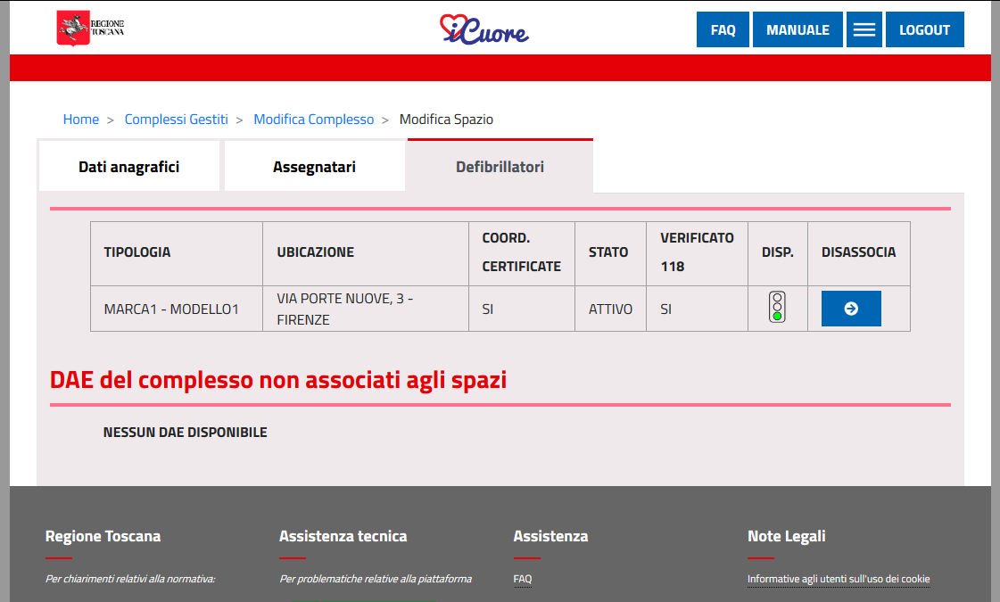 REGIONE
TOSCANA
iCuore
FAQ
MANUALE
LOGOUT
Home > Complessi Gestiti > Modifica Complesso > Modifica Spazio
Dati anagrafici
Assegnatari
Defibrillatori
TIPOLOGIA
UBICAZIONE
COORD.
CERTIFICATE
STATO
VERIFICATO
118
DISP.
DISASSOCIA
MARCA1 - MODELLO1
VIA PORTE NUOVE, 3 -
FIRENZE
SI
ATTIVO
SI
DAE del complesso non associati agli spazi
NESSUN DAE DISPONIBILE
Regione Toscana
Per chiarimenti relativi alla normativa:
Assistenza tecnica
Per problematiche relative alla piattaforma
Assistenza
FAQ
Note Legali
Informative agli utenti sull'uso dei cookie